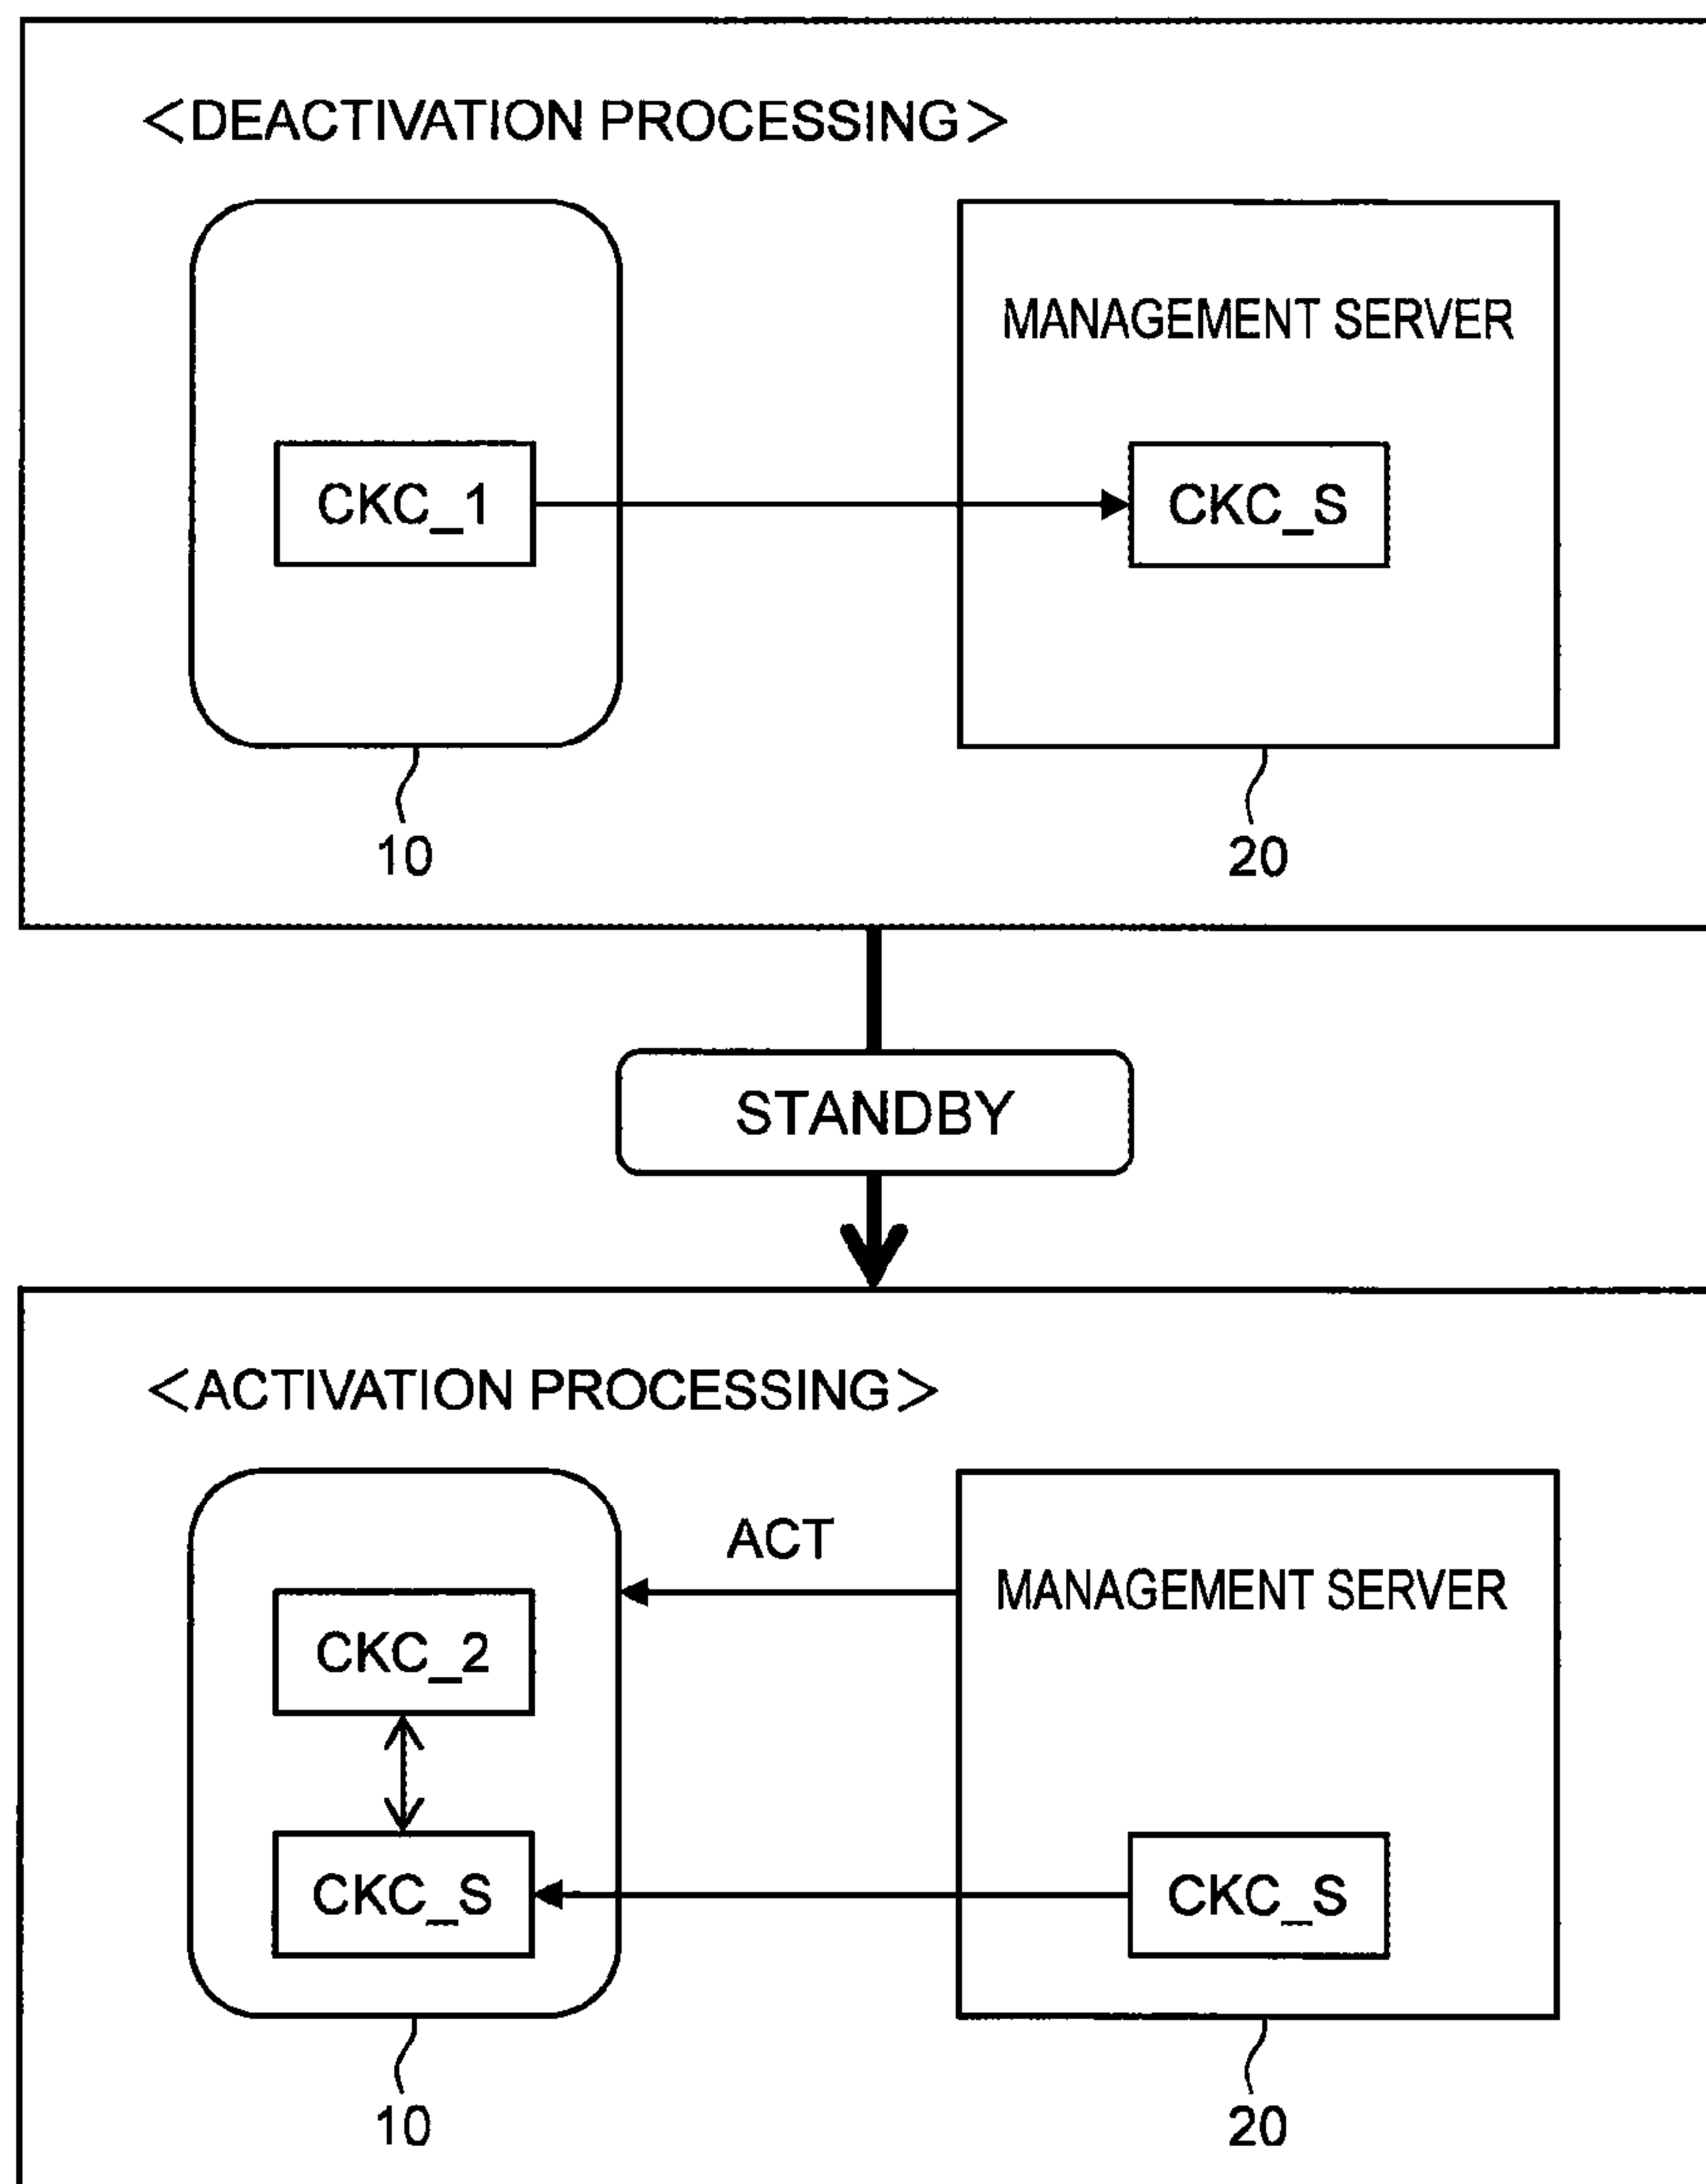 <DEACTIVATION PROCESSING>
MANAGEMENT SERVER
CKC_1
CKC_S
10
20
STANDBY
<ACTIVATION PROCESSING>
ACT
MANAGEMENT SERVER
CKC_2
CKC_S
CKC_S
10
20